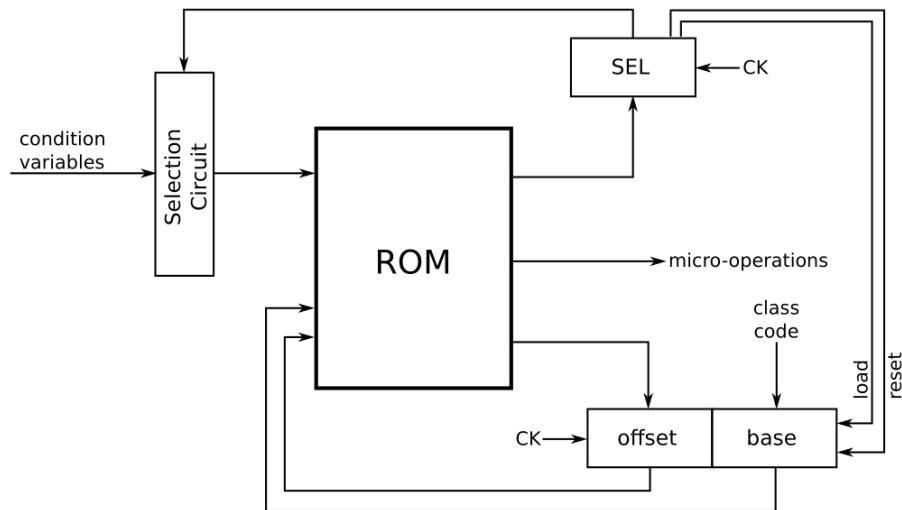 SEL
CK
condition
variables
Selection
Circuit
ROM
micro-operations
class
code
load
reset
CK
offset
base